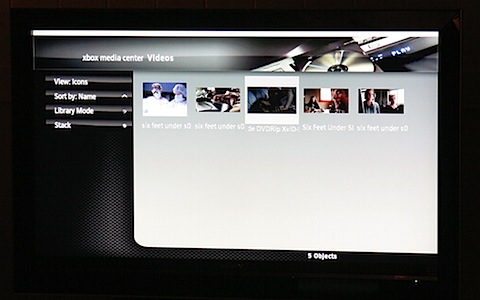 PLAY
xbox media center Videos
View: Icons
Sort by: Name
Library Mode
Stack
six feet under s0
six feet under s0
DVDRip XviD-
Six Feet Under S
six feet under s0
5 Objects